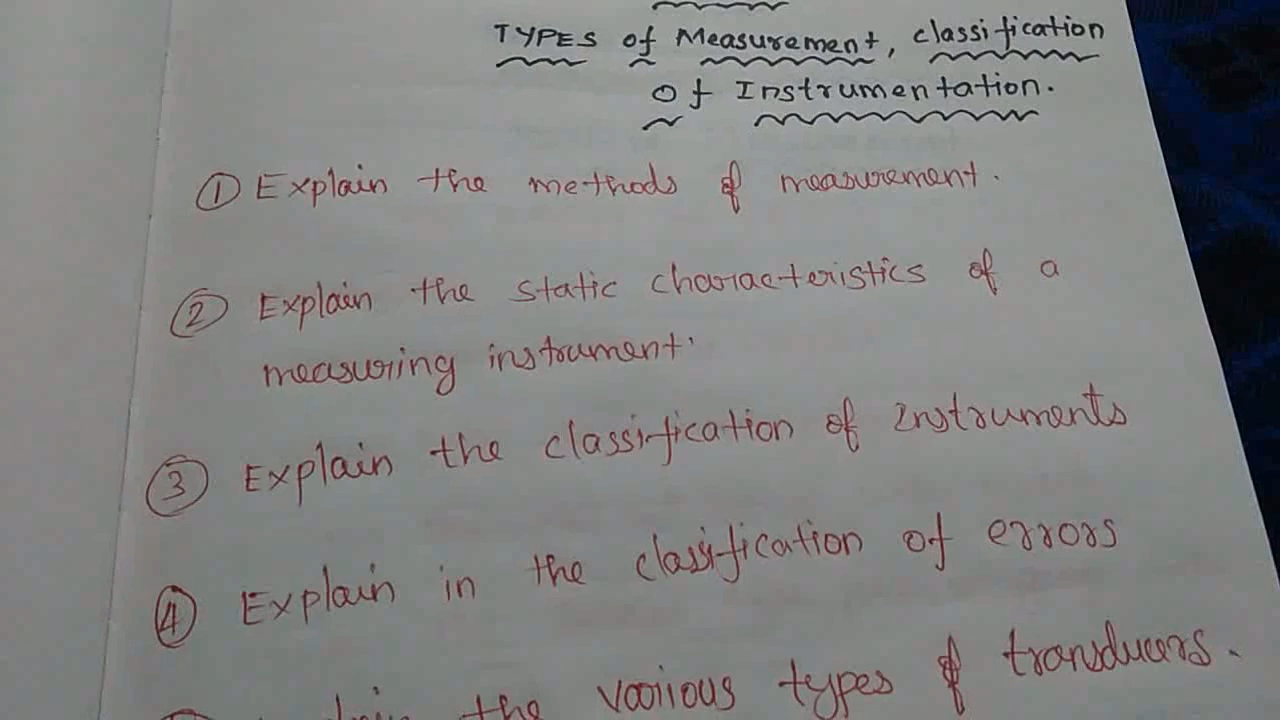 TYPES of Measurement, classification
Of Instrumentation.
① Explain the methods of measurement.
② Explain the static characteristics of a
measuring instrument.
③ Explain the classification of Instruments
④ Explain in the classification of errors
the various types of transducers.